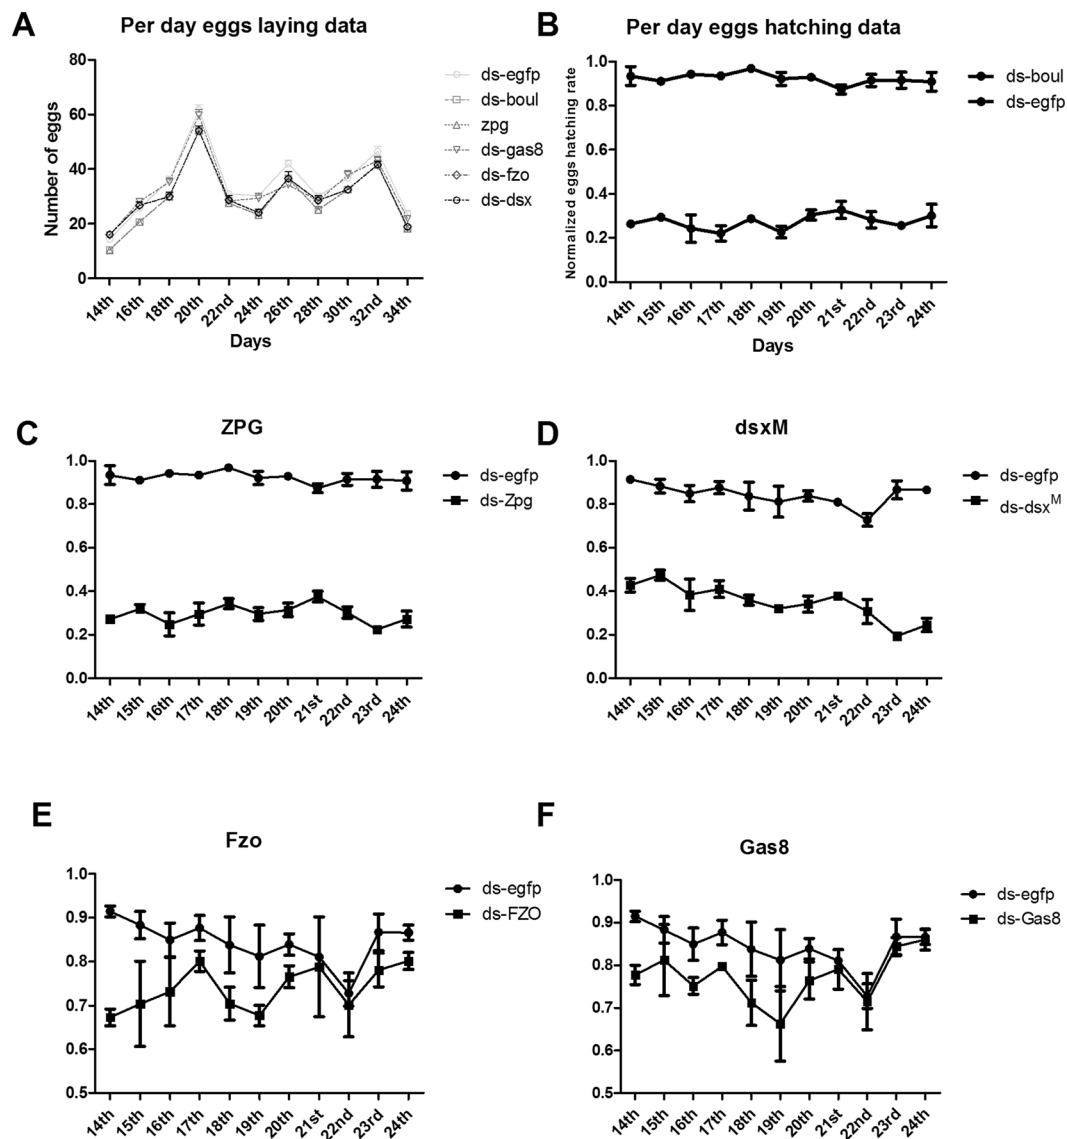 A
Per day eggs laying data
Number of eggs
80
60
40
20
0
14th
16th
18th
20th
22nd
24th
26th
28th
30th
32nd
34th
Days
ds-egfp
ds-boul
zpg
ds-gas8
ds-fzo
ds-dsx
B
Per day eggs hatching data
Normalized eggs hatching rate
1.0
0.8
0.6
0.4
0.2
0.0
14th
15th
16th
17th
18th
19th
20th
21st
22nd
23rd
24th
Days
ds-boul
ds-egfp
C
ZPG
1.0
0.8
0.6
0.4
0.2
0.0
14th
15th
16th
17th
18th
19th
20th
21st
22nd
23rd
24th
ds-egfp
ds-Zpg
D
dsxM
1.0
0.8
0.6
0.4
0.2
0.0
14th
15th
16th
17th
18th
19th
20th
21st
22nd
23rd
24th
ds-egfp
ds-dsxM
E
Fzo
1.0
0.9
0.8
0.7
0.6
0.5
14th
15th
16th
17th
18th
19th
20th
21st
22nd
23rd
24th
ds-egfp
ds-FZO
F
Gas8
1.0
0.9
0.8
0.7
0.6
0.5
14th
15th
16th
17th
18th
19th
20th
21st
22nd
23rd
24th
ds-egfp
ds-Gas8